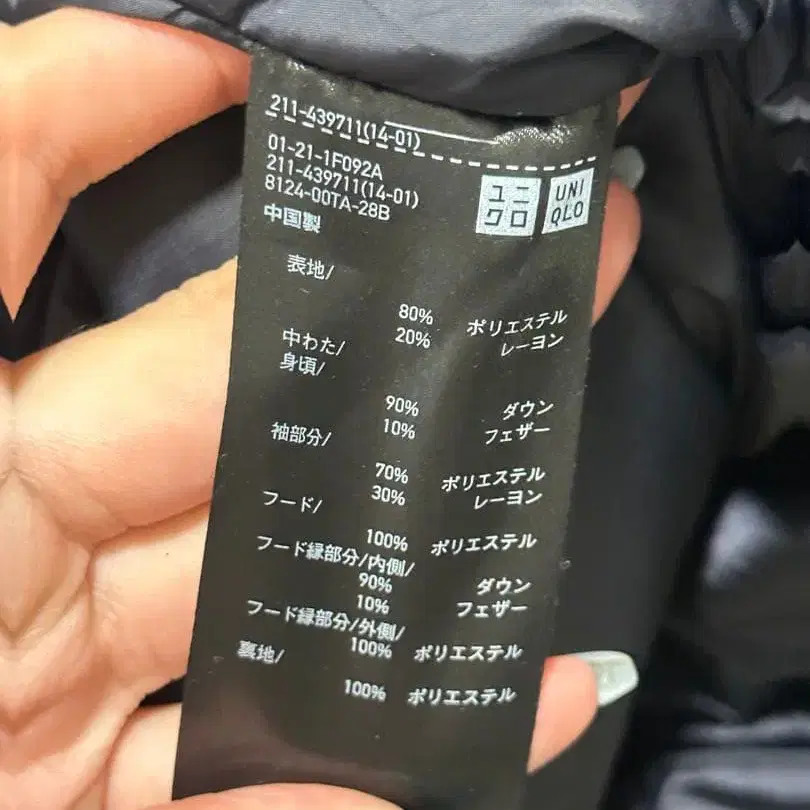 211-439711(14-01)
01-21-1F092A
211-439711(14-01)
8124-00TA-28B
中国製
ユニ
クロ
UNI
QLO
表地/
80% ポリエステル
20% レーヨン
中わた/
身頃/
90% ダウン
10% フェザー
袖部分/
70% ポリエステル
30% レーヨン
フード/
100% ポリエステル
フード縁部分/内側/
90% ダウン
10% フェザー
フード縁部分/外側/
100% ポリエステル
裏地/
100% ポリエステル